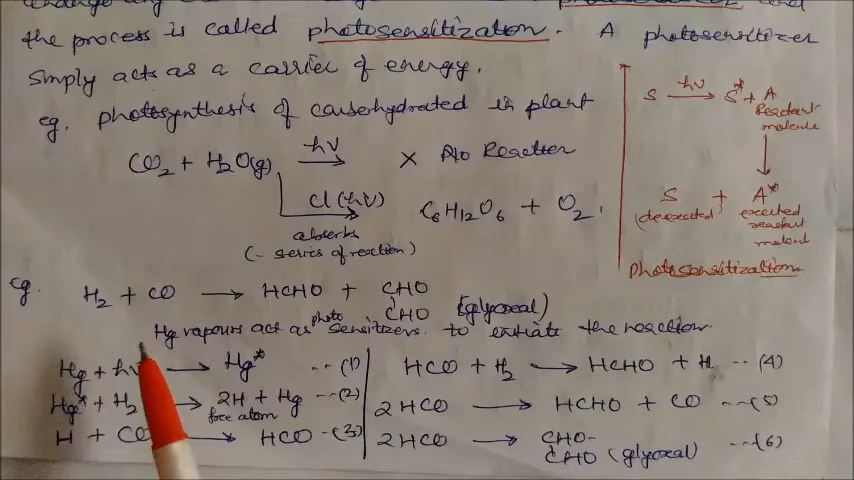 the process is called photosensitization. A photosensitizer
simply acts as a carrier of energy.
eg. photosynthesis of in plant
CO2 + H2O(g) hν → × No Reaction
Cl (hν) C6H12O6 + O2.
absorbs
(- series of reaction)
S hν → S* + A
Reactant
molecule
S + A*
(deexcited) excited
reactant
molecule
photosensitization
eg. H2 + CO → HCHO + CHO
CHO (glyoxal)
Hg vapours act as photo sensitizers to the reaction.
Hg + hν → Hg* -- (1)
Hg* + H2 → 2H + Hg --(2)
free atom
H + CO → HCO -(3)
HCO + H2 → HCHO + H -- (4)
2HCO → HCHO + CO --(5)
2HCO → CHO- --(6)
CHO (glyoxal)